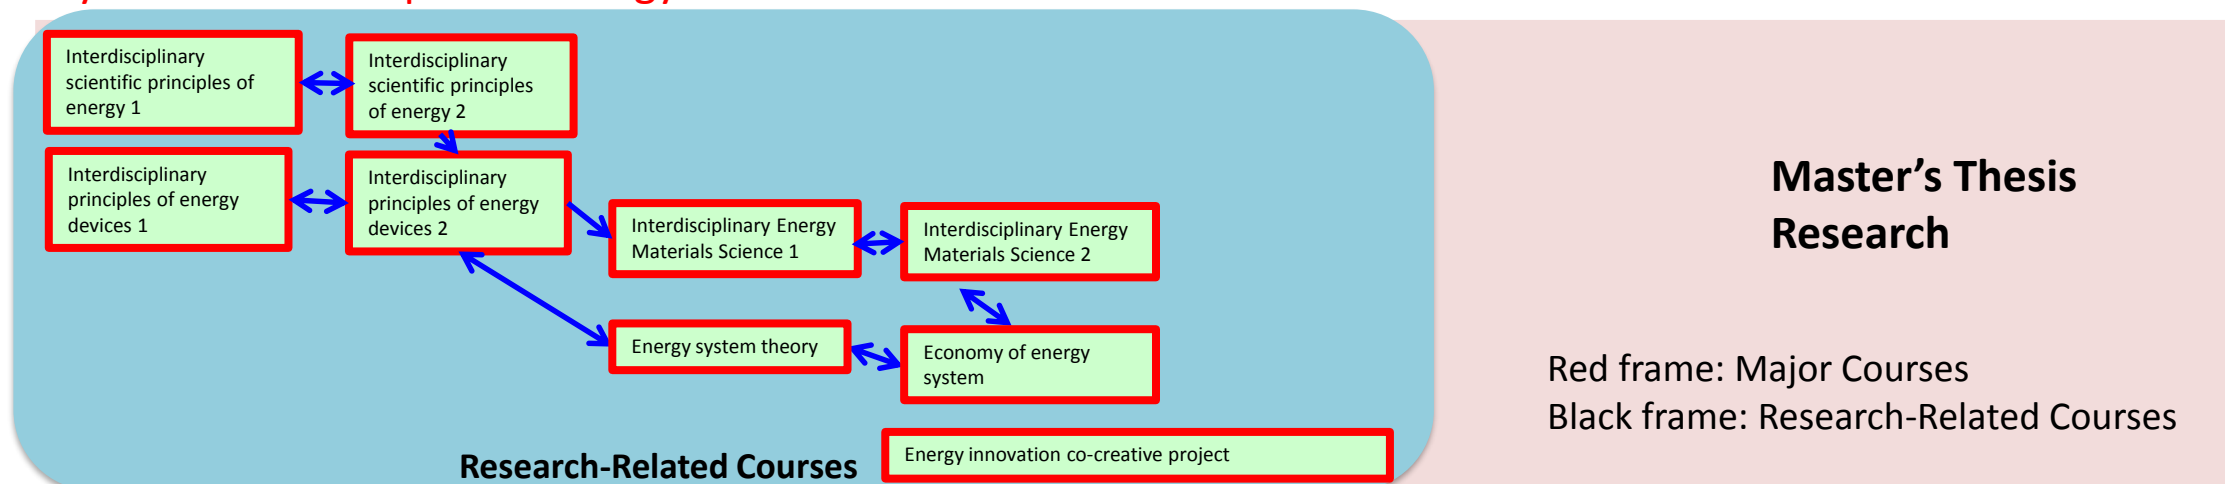 Interdisciplinary
scientific principles of
energy 1
Interdisciplinary
scientific principles
of energy 2
Interdisciplinary
principles of energy
devices 1
Interdisciplinary
principles of energy
devices 2
Interdisciplinary Energy
Materials Science 1
Interdisciplinary Energy
Materials Science 2
Energy system theory
Economy of energy
system
Research-Related Courses
Energy innovation co-creative project
Master’s Thesis
Research
Red frame: Major Courses
Black frame: Research-Related Courses